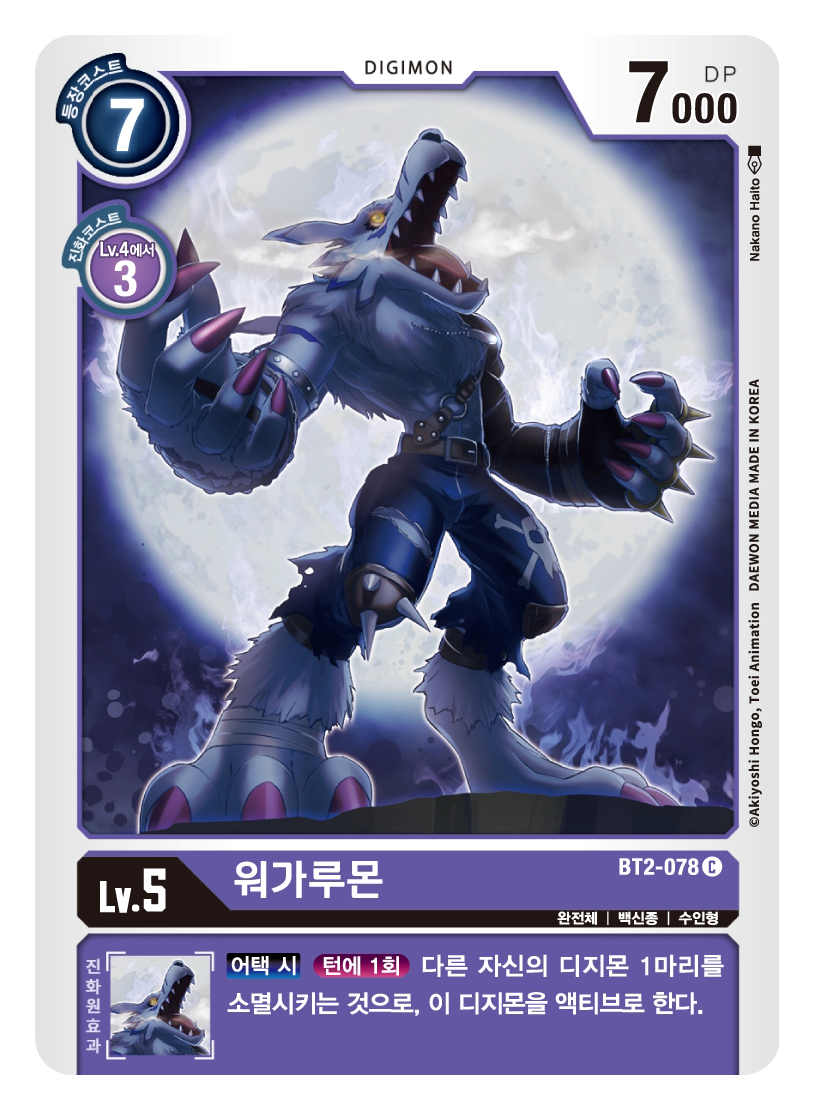 DIGIMON
등장코스트
7
7000
DP
진화코스트
Lv.4에서
3
Nakano Haito
©Akiyoshi Hongo, Toei Animation DAEWON MEDIA MADE IN KOREA
Lv.5
워가루몬
BT2-078 C
완전체 | 백신종 | 수인형
진화원효과
어택 시 턴에 1회 다른 자신의 디지몬 1마리를
소멸시키는 것으로, 이 디지몬을 액티브로 한다.